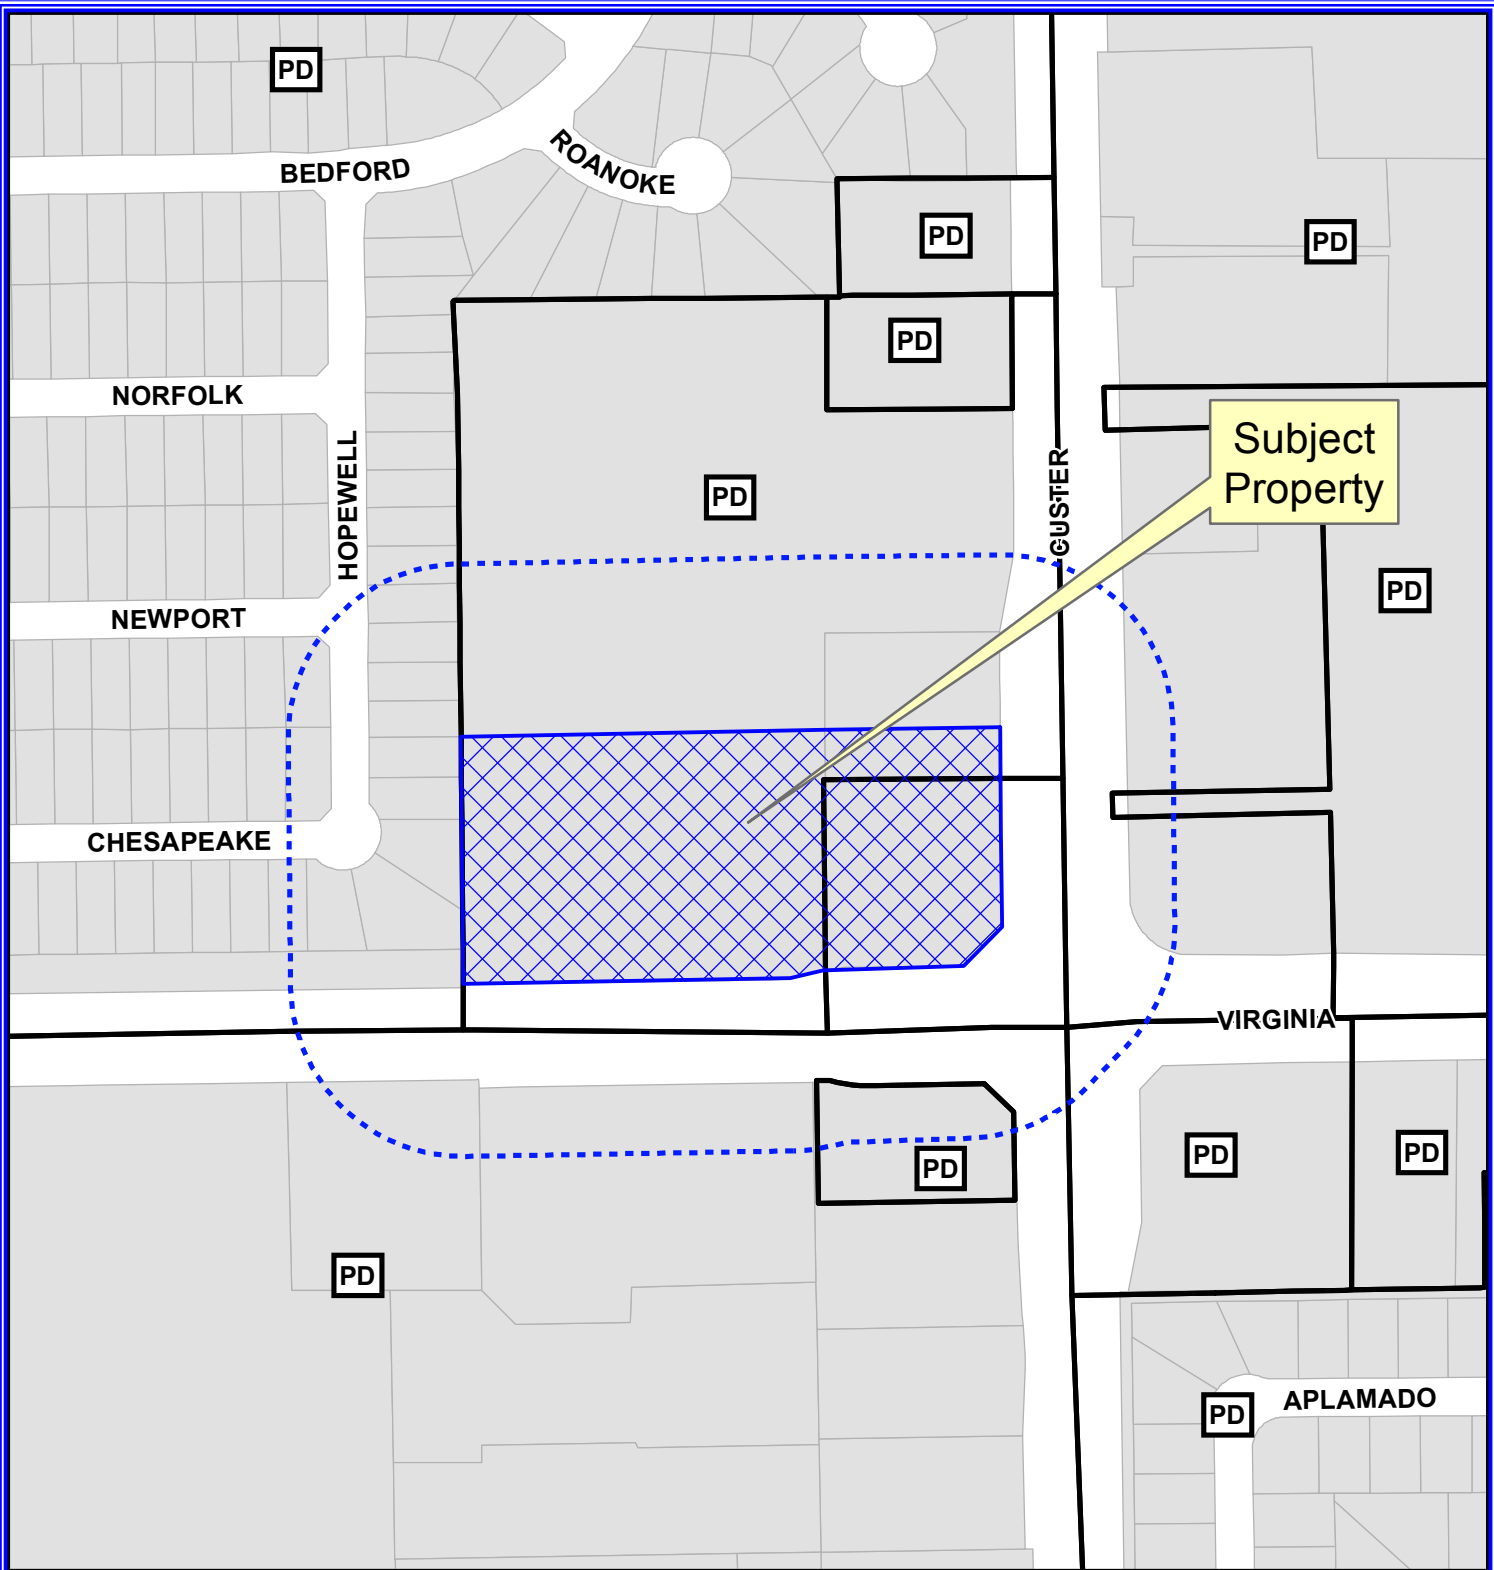 PD
BEDFORD
ROANOKE
PD
PD
PD
NORFOLK
Subject
Property
HOPEWELL
CUSTER
PD
PD
NEWPORT
CHESAPEAKE
VIRGINIA
PD
PD
PD
PD
APLAMADO
PD